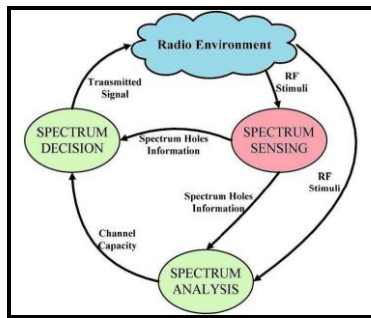 Radio Environment
Transmitted
Signal
RF
Stimuli
SPECTRUM
DECISION
Spectrum Holes
Information
SPECTRUM
SENSING
Spectrum Holes
Information
RF
Stimuli
Channel
Capacity
SPECTRUM
ANALYSIS